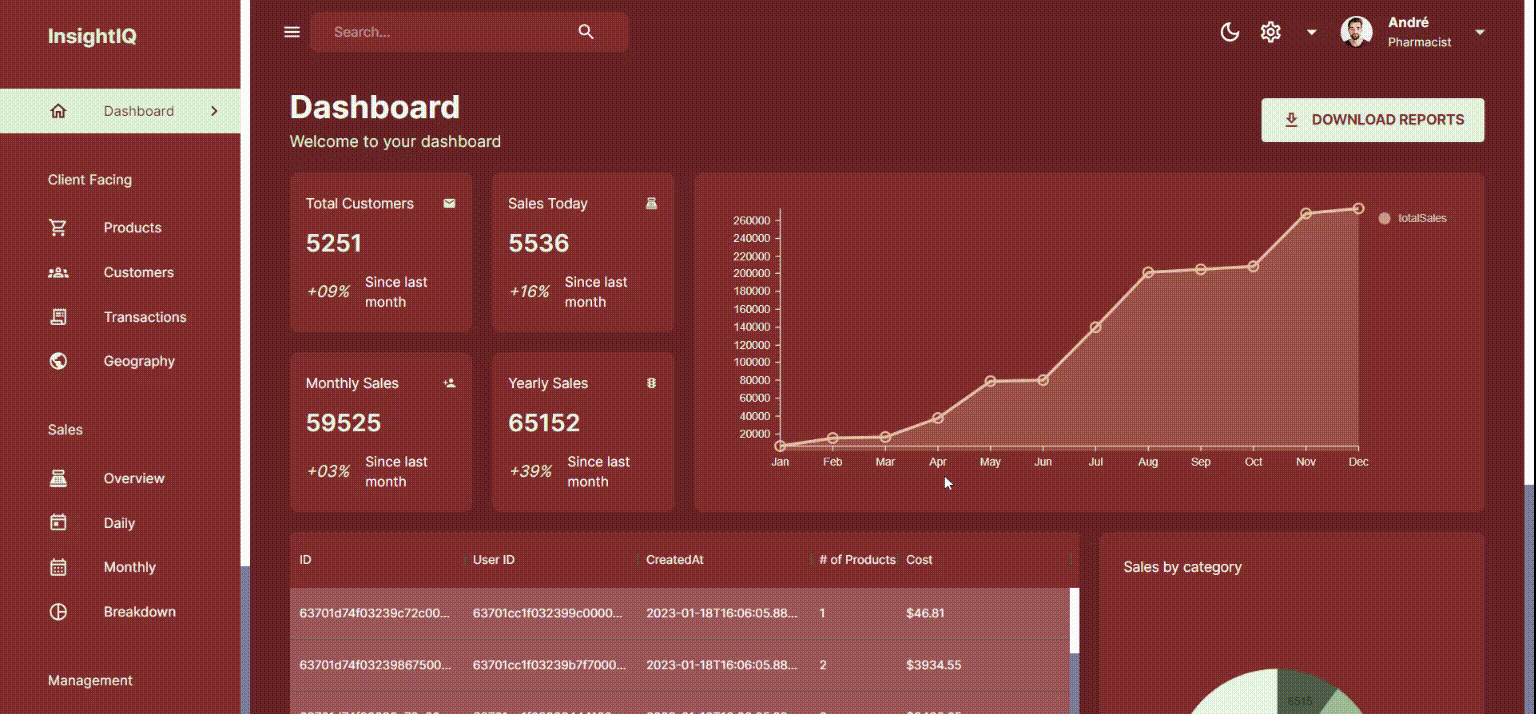 InsightIQ
Search...
André
Pharmacist
Dashboard
Client Facing
Products
Customers
Transactions
Geography
Sales
Overview
Daily
Monthly
Breakdown
Management
Dashboard
Welcome to your dashboard
DOWNLOAD REPORTS
Total Customers
5251
+09%
Since last
month
Sales Today
5536
+16%
Since last
month
Monthly Sales
59525
+03%
Since last
month
Yearly Sales
65152
+39%
Since last
month
260000
240000
220000
200000
180000
160000
140000
120000
100000
80000
60000
40000
20000
Jan Feb Mar Apr May Jun Jul Aug Sep Oct Nov Dec
totalSales
ID User ID CreatedAt # of Products Cost
63701d74f03239c72c00... 63701cc1f032399c0000... 2023-01-18T16:06:05.88... 1 $46.81
63701d74f03239867500... 63701cc1f03239b7f7000... 2023-01-18T16:06:05.88... 2 $3934.55
Sales by category
6515